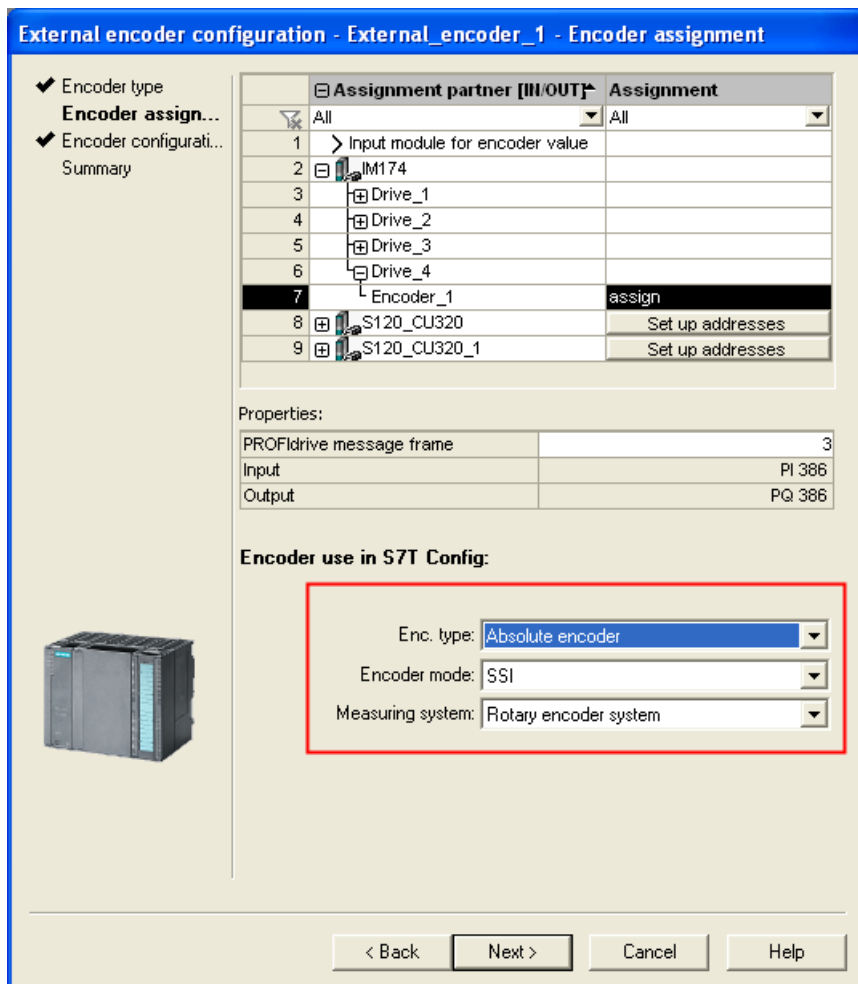 External encoder configuration - External_encoder_1 - Encoder assignment
Encoder type
Encoder assign...
Encoder configurati...
Summary
Assignment partner [IN/OUT] Assignment
All All
1 Input module for encoder value
2 IM174
3 Drive_1
4 Drive_2
5 Drive_3
6 Drive_4
7 Encoder_1 assign
8 S120_CU320 Set up addresses
9 S120_CU320_1 Set up addresses
Properties:
PROFIdrive message frame 3
Input PI 386
Output PQ 386
Encoder use in S7T Config:
Enc. type: Absolute encoder
Encoder mode: SSI
Measuring system: Rotary encoder system
< Back Next > Cancel Help